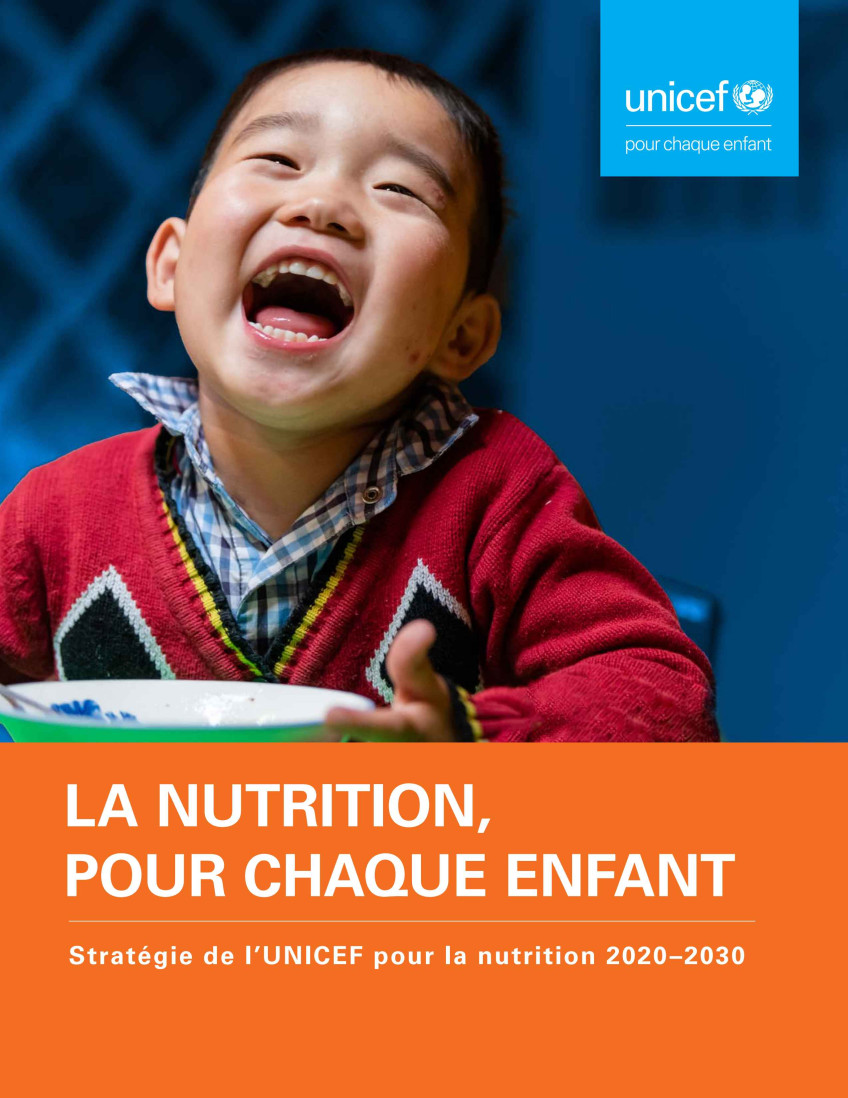 unicef
pour chaque enfant
LA NUTRITION,
POUR CHAQUE ENFANT
Stratégie de l’UNICEF pour la nutrition 2020–2030